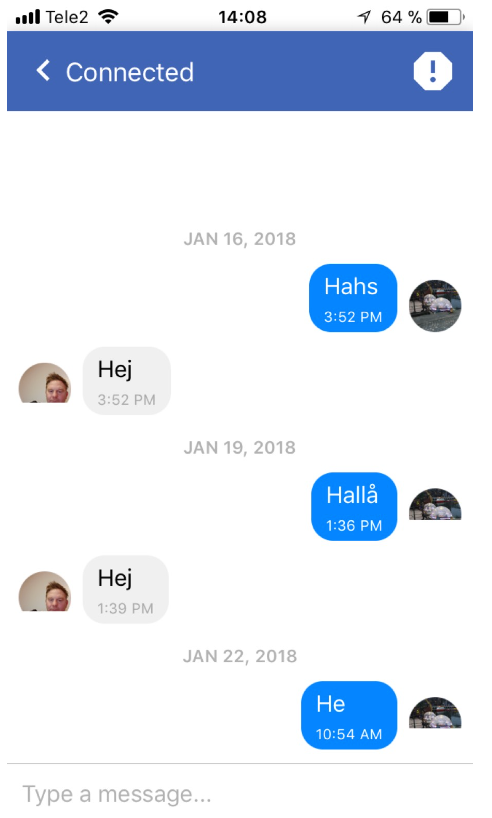 Tele2 14:08 64 %
Connected
JAN 16, 2018
Hahs
3:52 PM
Hej
3:52 PM
JAN 19, 2018
Hallå
1:36 PM
Hej
1:39 PM
JAN 22, 2018
He
10:54 AM
Type a message...